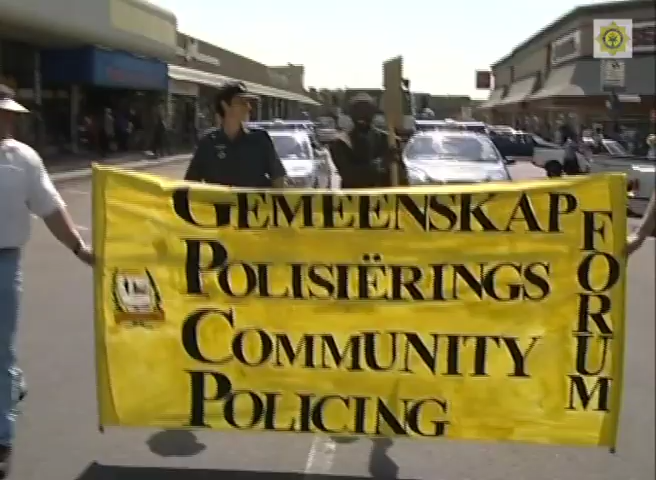 GEMEENSKAP
POLISIËRINGS
COMMUNITY
POLICING
FORUM